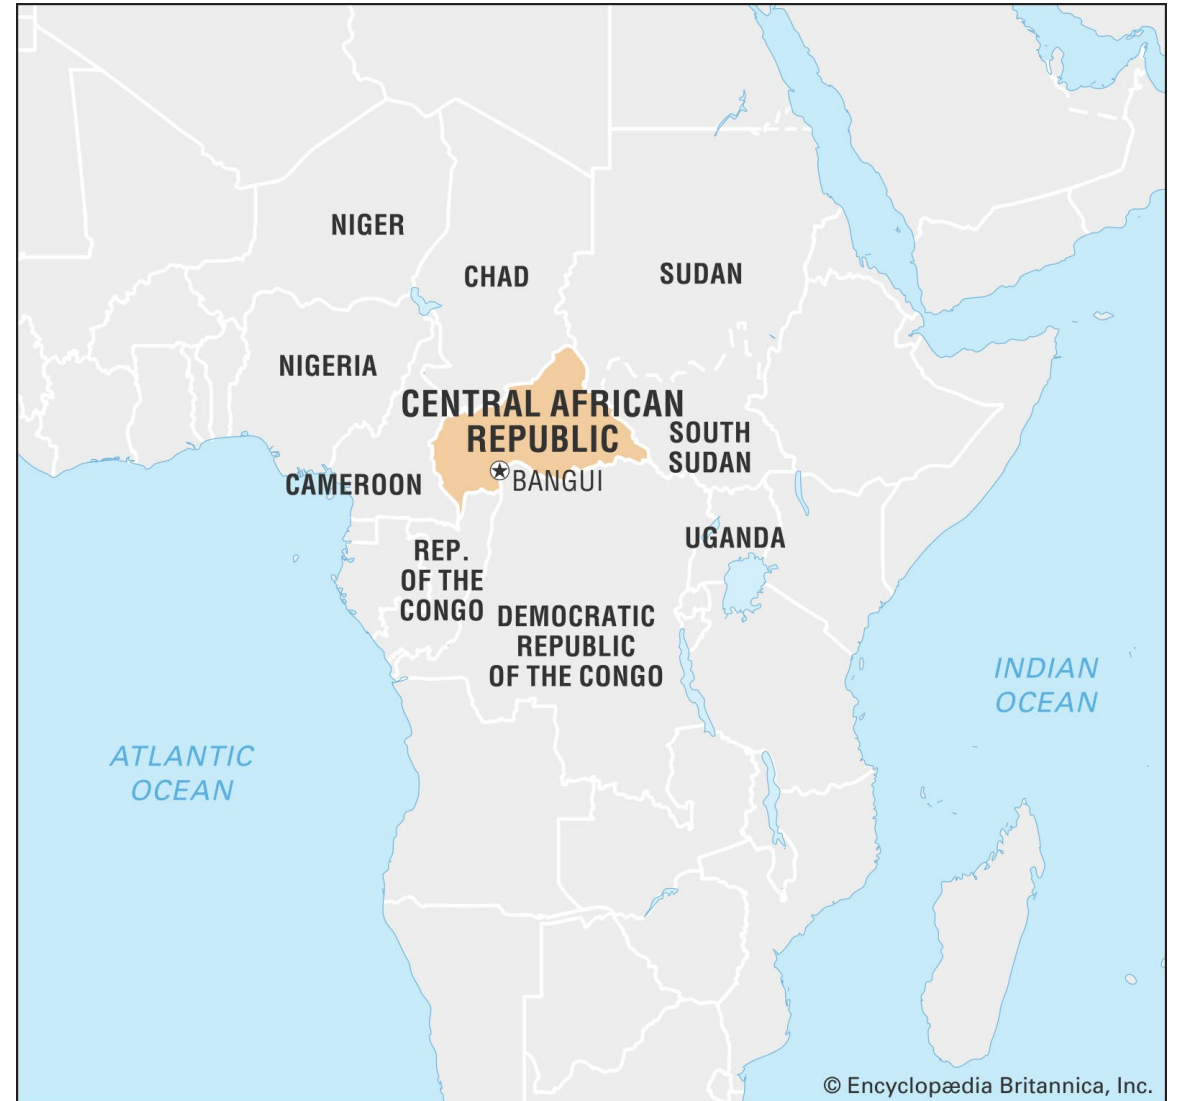 NIGER
CHAD
SUDAN
NIGERIA
CENTRAL AFRICAN
REPUBLIC
SOUTH
SUDAN
CAMEROON
BANGUI
UGANDA
REP.
OF THE
CONGO
DEMOCRATIC
REPUBLIC
OF THE CONGO
INDIAN
OCEAN
ATLANTIC
OCEAN
© Encyclopædia Britannica, Inc.